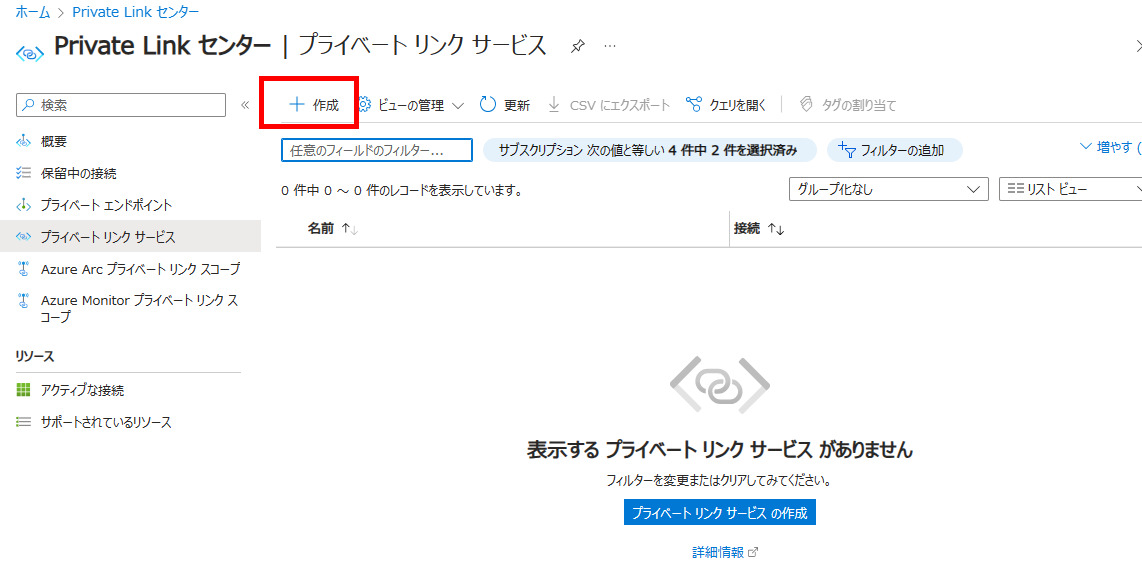 ホーム > Private Link センター
Private Link センター | プライベート リンク サービス ...
検索
«
概要
保留中の接続
プライベート エンドポイント
プライベート リンク サービス
Azure Arc プライベート リンク スコープ
Azure Monitor プライベート リンク ス
コープ
リソース
アクティブな接続
サポートされているリソース
+ 作成 ビューの管理 更新 CSV にエクスポート クエリを開く タグの割り当て
任意のフィールドのフィルター... サブスクリプション 次の値と等しい 4 件中 2 件を選択済み フィルターの追加 増やす (
0 件中 0 ～ 0 件のレコードを表示しています。 グループ化なし リスト ビュー
名前 ↑↓ 接続 ↑↓
表示する プライベート リンク サービス がありません
フィルターを変更またはクリアしてみてください。
プライベート リンク サービス の作成
詳細情報